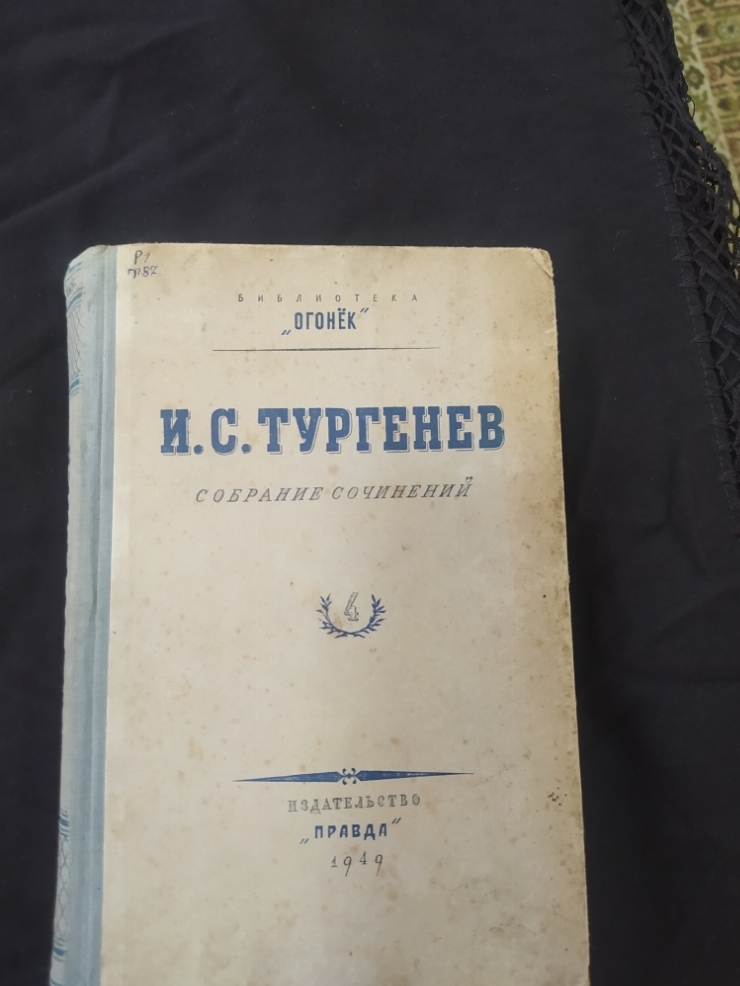 Р1
Т187
БИБЛИОТЕКА
„ОГОНЁК"
И.С.ТУРГЕНЕВ
СОБРАНИЕ СОЧИНЕНИЙ
4
ИЗДАТЕЛЬСТВО
„ПРАВДА"
1949